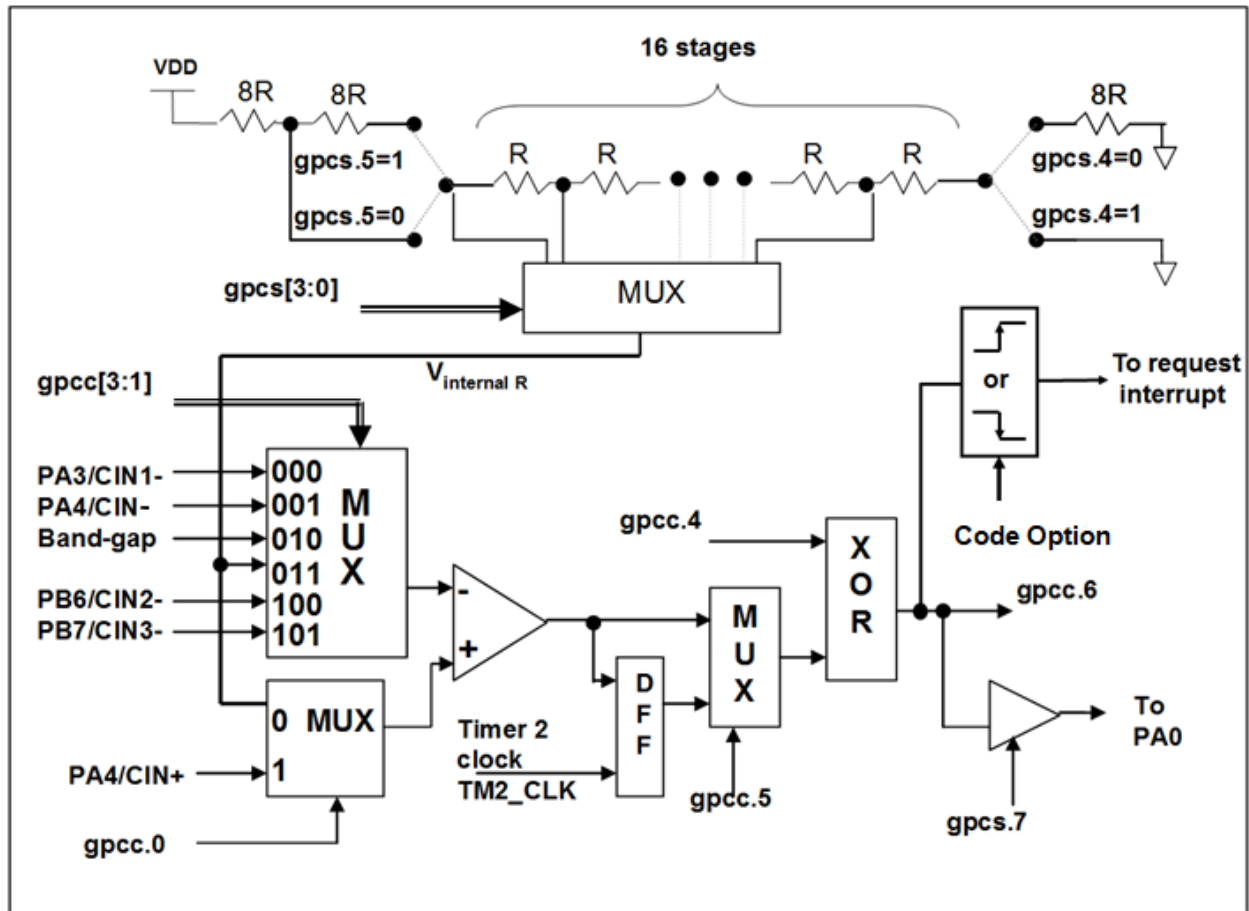 16 stages
VDD
8R
8R
8R
gpcs.5=1
R
R
R
R
gpcs.4=0
gpcs.5=0
gpcs.4=1
gpcs[3:0]
MUX
Vinternal R
gpcc[3:1]
or
To request
interrupt
PA3/CIN1-
000
PA4/CIN-
001
Band-gap
010
011
PB6/CIN2-
100
PB7/CIN3-
101
M
U
X
-
+
gpcc.4
X
O
R
Code Option
gpcc.6
M
U
X
D
F
F
0
MUX
1
PA4/CIN+
gpcc.0
Timer 2
clock
TM2_CLK
gpcc.5
To
PA0
gpcs.7